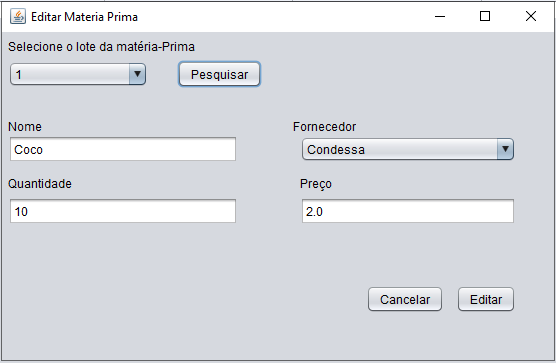 Editar Materia Prima
Selecione o lote da matéria-Prima
1 Pesquisar
Nome Fornecedor
Coco Condessa
Quantidade Preço
10 2.0
Cancelar Editar